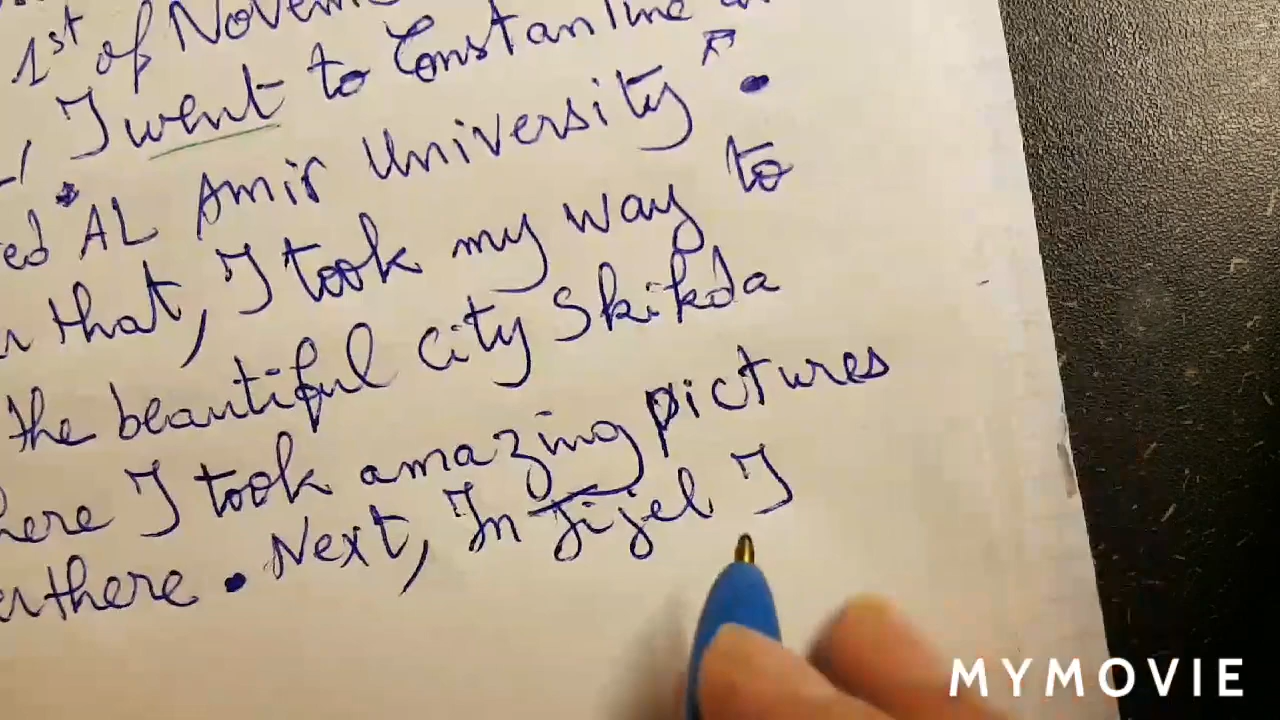 1st of Novem
, I went to Constantine
ed "AL Amir University".
that, I took my way to
the beautiful city Skikda
here I took amazing pictures
there. Next, In Jijel I
MYMOVIE